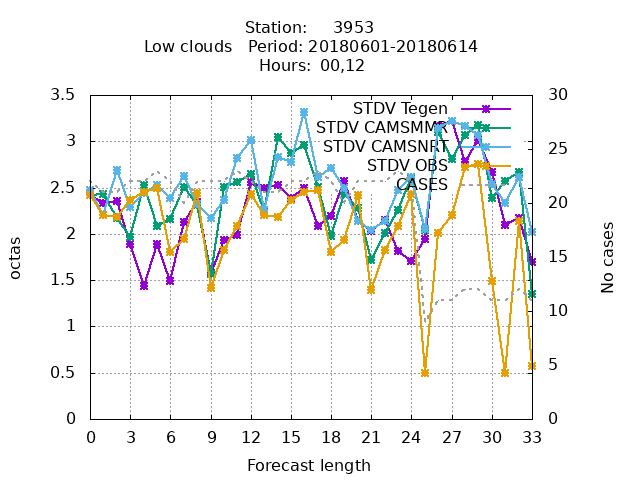 Station: 3953
Low clouds Period: 20180601-20180614
Hours: 00,12
3.5
3
2.5
2
1.5
1
0.5
0
octas
30
25
20
15
10
5
0
No cases
STDV Tegen
STDV CAMSMMR
STDV CAMSNRT
STDV OBS
CASES
0 3 6 9 12 15 18 21 24 27 30 33
Forecast length